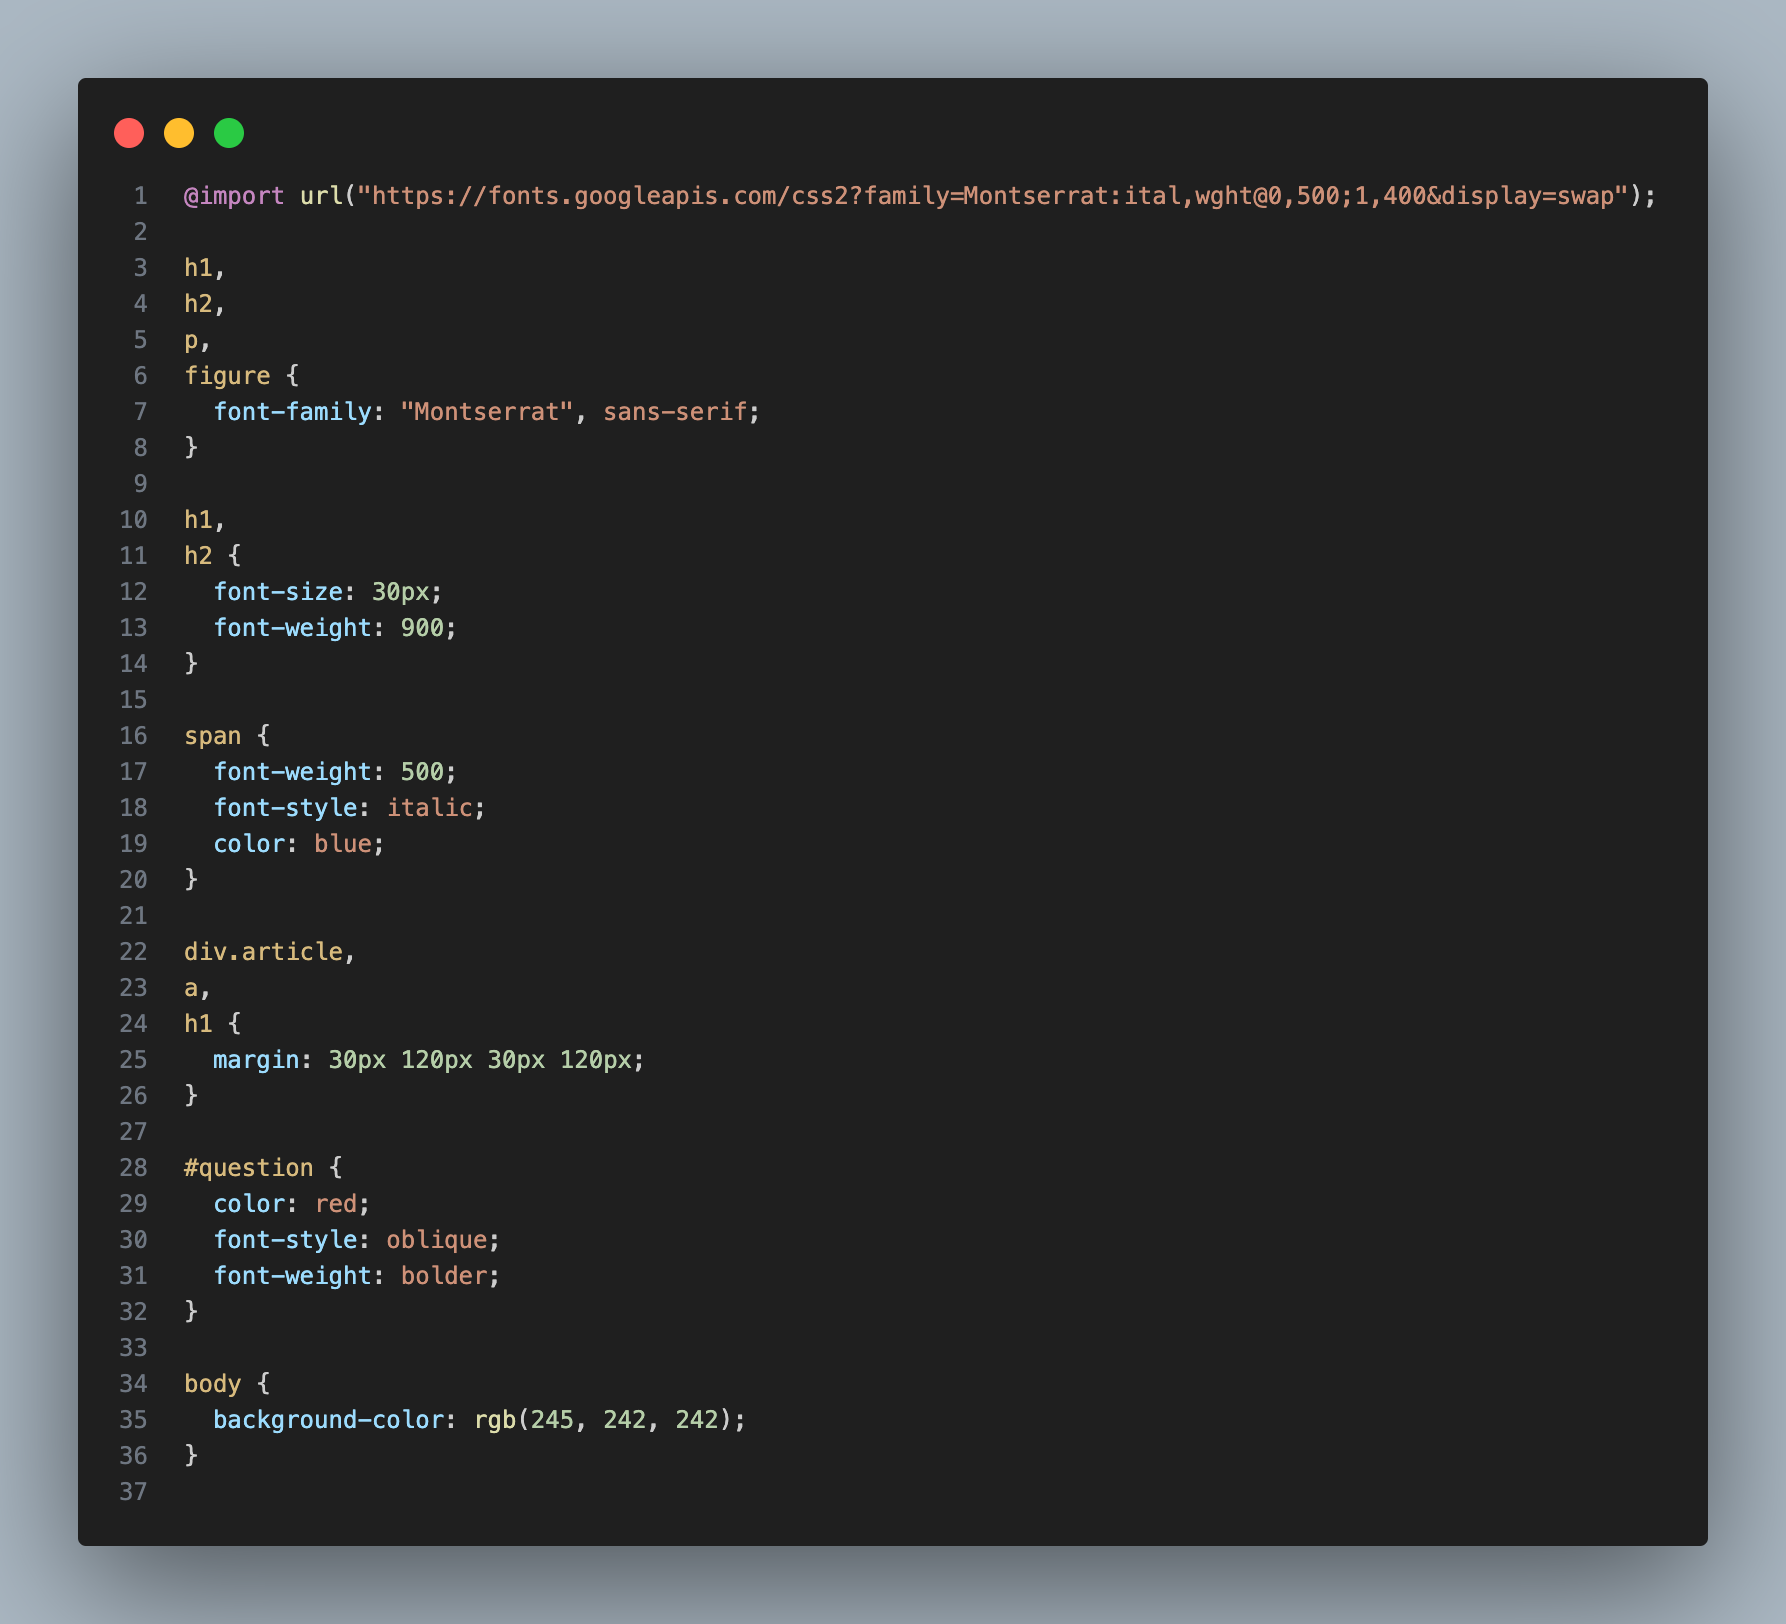 1 @import url("https://fonts.googleapis.com/css2?family=Montserrat:ital,wght@0,500;1,400&display=swap");
2
3 h1,
4 h2,
5 p,
6 figure {
7   font-family: "Montserrat", sans-serif;
8 }
9
10 h1,
11 h2 {
12   font-size: 30px;
13   font-weight: 900;
14 }
15
16 span {
17   font-weight: 500;
18   font-style: italic;
19   color: blue;
20 }
21
22 div.article,
23 a,
24 h1 {
25   margin: 30px 120px 30px 120px;
26 }
27
28 #question {
29   color: red;
30   font-style: oblique;
31   font-weight: bolder;
32 }
33
34 body {
35   background-color: rgb(245, 242, 242);
36 }
37